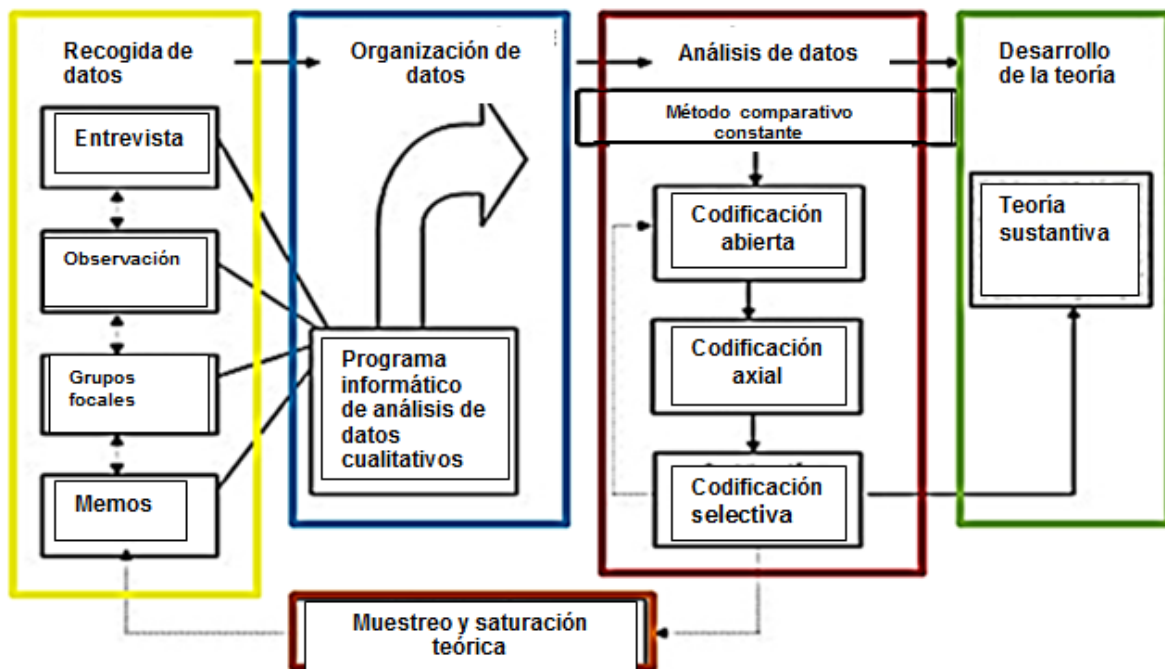 Recogida de
datos
Organización de
datos
Análisis de datos
Desarrollo
de la teoría
Entrevista
Observación
Grupos
focales
Memos
Programa
informático
de análisis de
datos
cualitativos
Método comparativo
constante
Codificación
abierta
Codificación
axial
Codificación
selectiva
Teoría
sustantiva
Muestreo y saturación
teórica